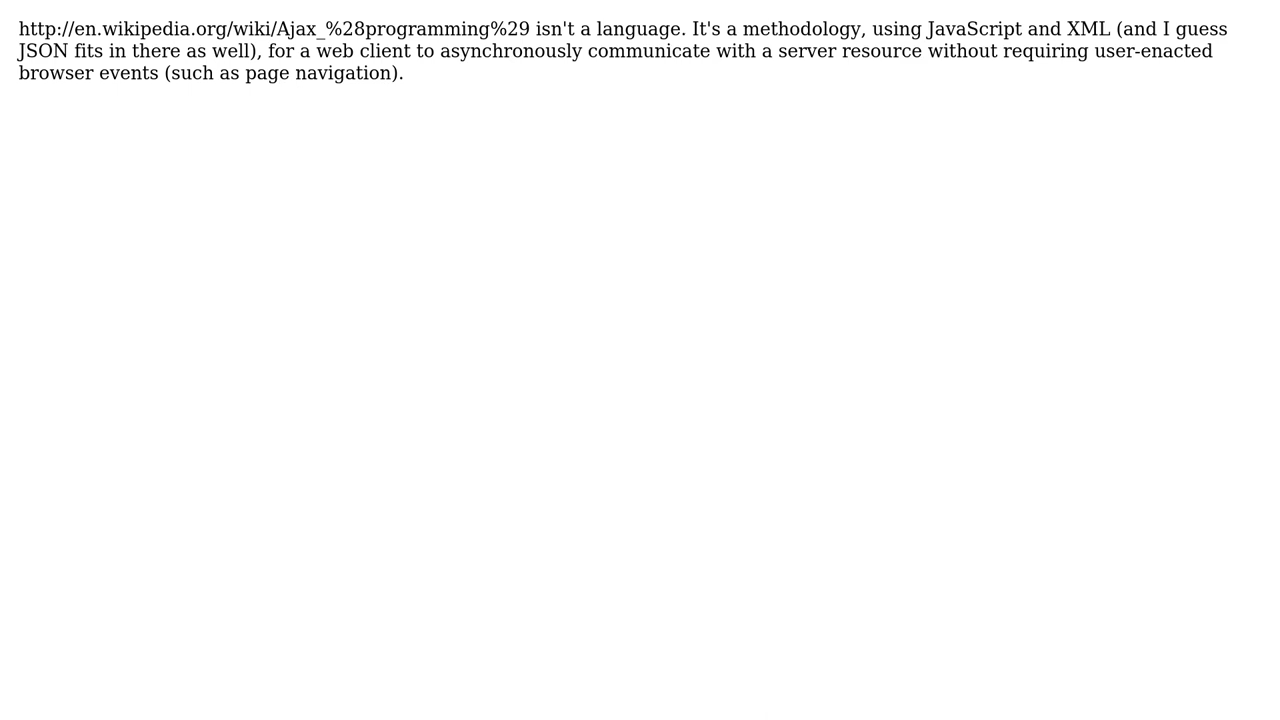 http://en.wikipedia.org/wiki/Ajax_%28programming%29 isn't a language. It's a methodology, using JavaScript and XML (and I guess
JSON fits in there as well), for a web client to asynchronously communicate with a server resource without requiring user-enacted
browser events (such as page navigation).